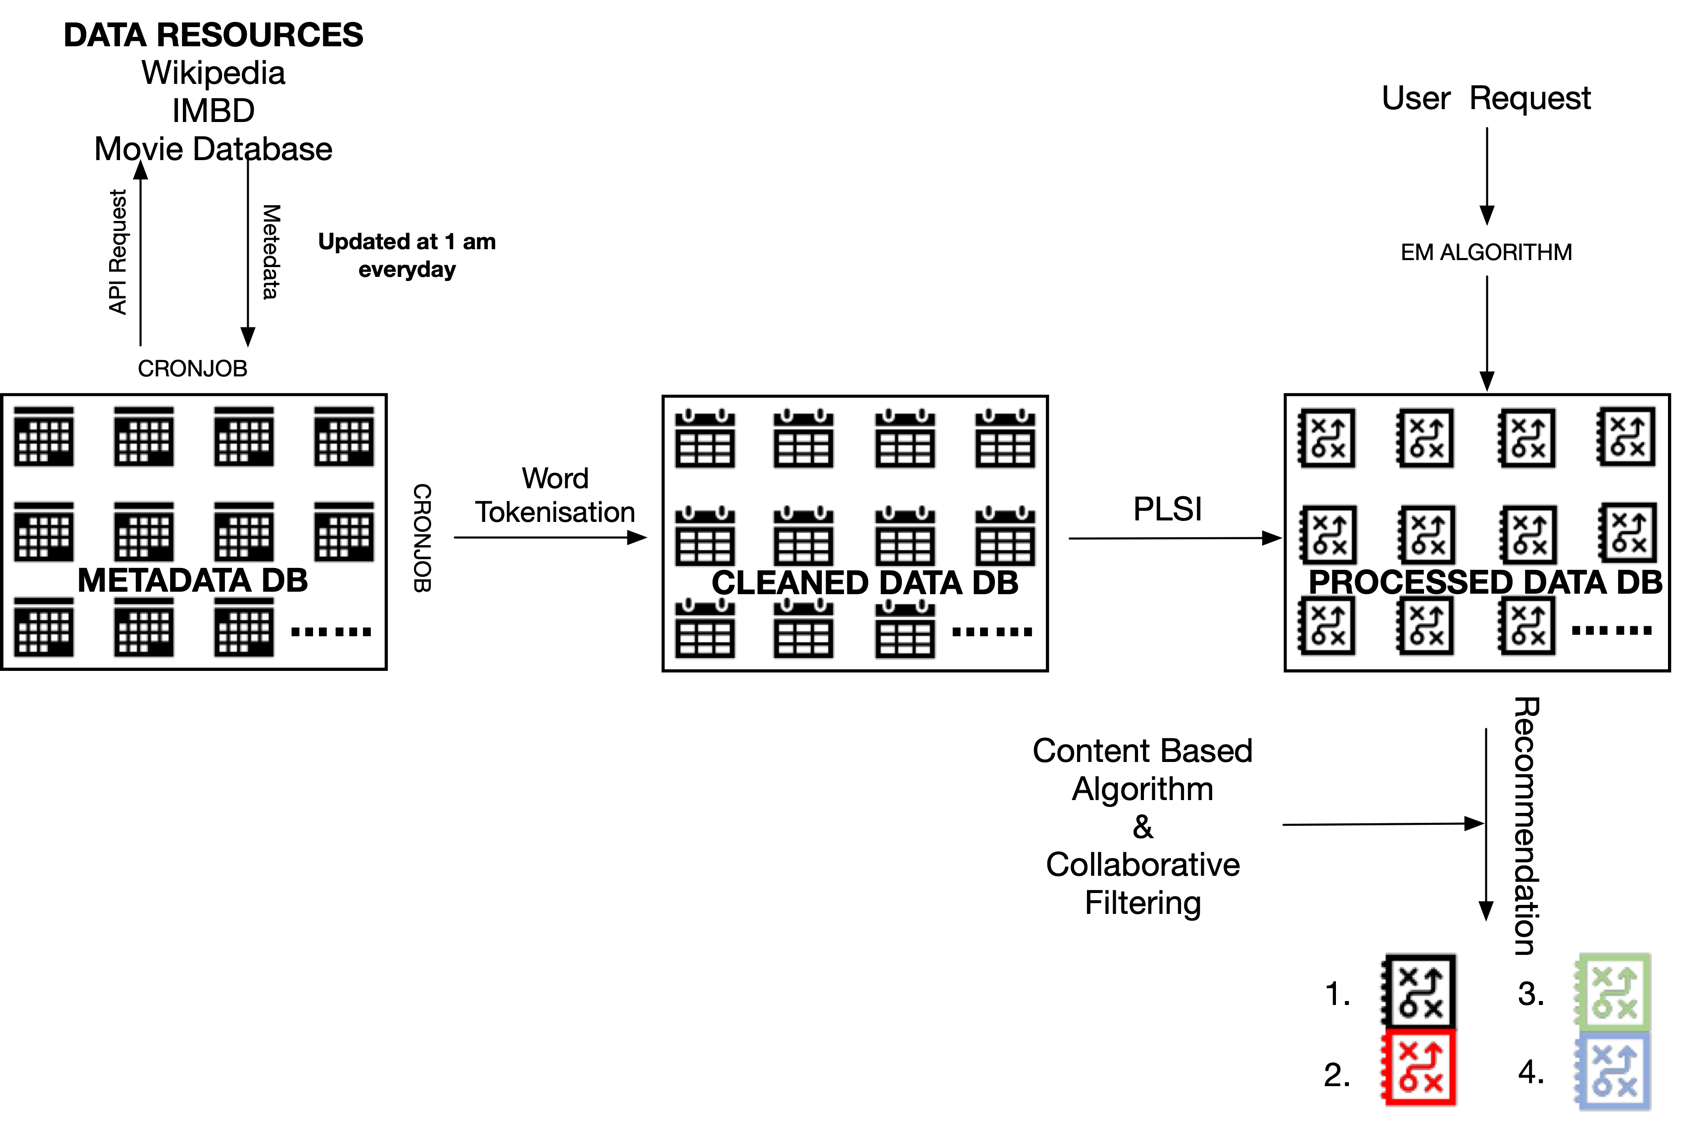 DATA RESOURCES
Wikipedia
IMBD
Movie Database
API Request
Metedata
Updated at 1 am
everyday
CRONJOB
METADATA DB
CRONJOB
Word
Tokenisation
CLEANED DATA DB
PLSI
User Request
EM ALGORITHM
PROCESSED DATA DB
Content Based
Algorithm
&
Collaborative
Filtering
Recommendation
1.
2.
3.
4.